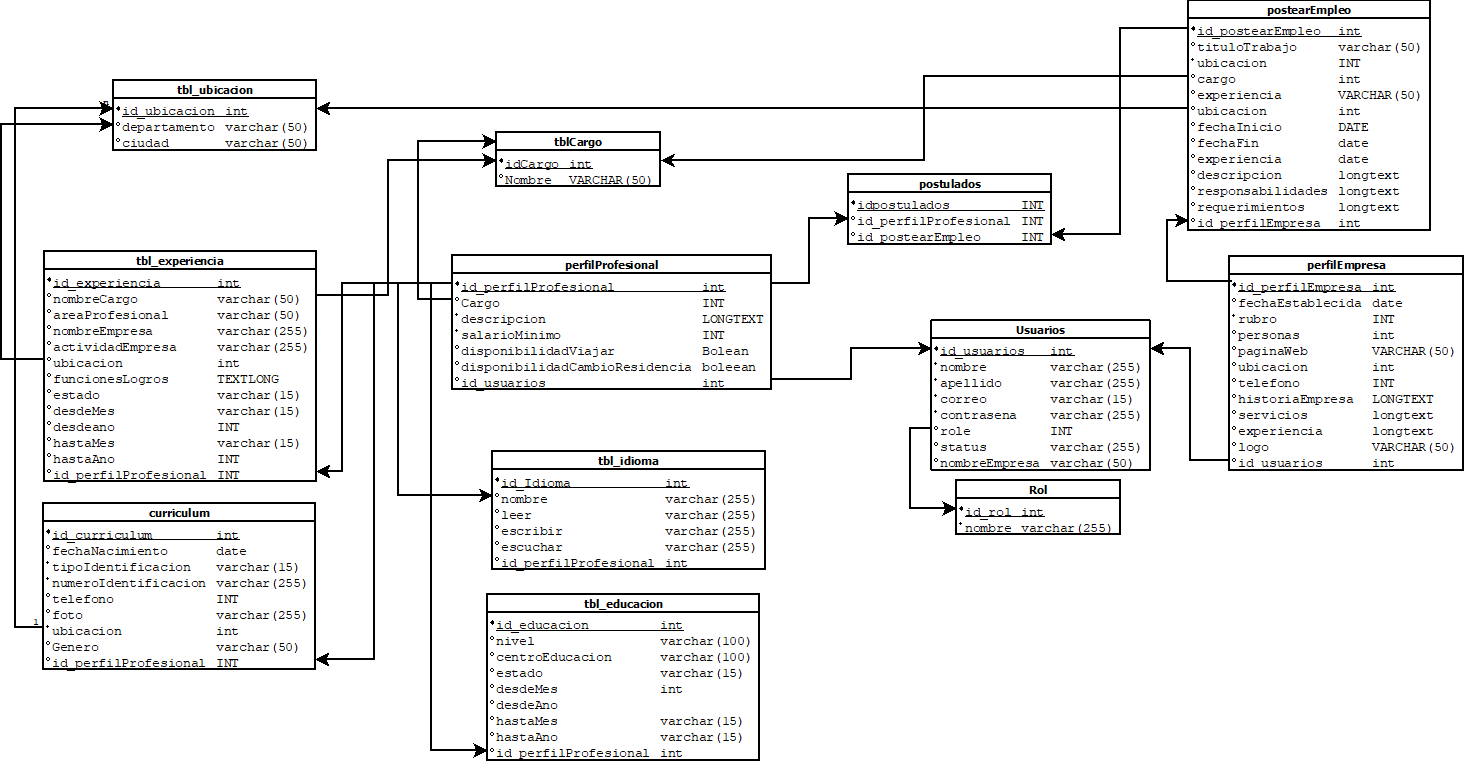 postearEmpleo
id_postearEmpleo int
tituloTrabajo varchar(50)
ubicacion INT
cargo int
experiencia VARCHAR(50)
ubicacion int
fechaInicio DATE
fechaFin date
experiencia date
descripcion longtext
responsabilidades longtext
requerimientos longtext
id_perfilEmpresa int
tbl_ubicacion
id_ubicacion int
departamento varchar(50)
ciudad varchar(50)
tblCargo
idCargo int
Nombre VARCHAR(50)
postulados
idpostulados INT
id_perfilProfesional INT
id_postearEmpleo INT
tbl_experiencia
id_experiencia int
nombreCargo varchar(50)
areaProfesional varchar(50)
nombreEmpresa varchar(255)
actividadEmpresa varchar(255)
ubicacion int
funcionesLogros TEXTLONG
estado varchar(15)
desdeMes varchar(15)
desdeano INT
hastaMes varchar(15)
hastaAno INT
id_perfilProfesional INT
perfilProfesional
id_perfilProfesional int
Cargo INT
descripcion LONGTEXT
salarioMinimo INT
disponibilidadViajar Bolean
disponibilidadCambioResidencia boleean
id_usuarios int
perfilEmpresa
id_perfilEmpresa int
fechaEstablecida date
rubro INT
personas int
paginaWeb VARCHAR(50)
ubicacion int
telefono INT
historiaEmpresa LONGTEXT
servicios longtext
experiencia longtext
logo VARCHAR(50)
id_usuarios int
Usuarios
id_usuarios int
nombre varchar(255)
apellido varchar(255)
correo varchar(15)
contrasena varchar(255)
role INT
status varchar(255)
nombreEmpresa varchar(50)
tbl_idioma
id_Idioma int
nombre varchar(255)
leer varchar(255)
escribir varchar(255)
escuchar varchar(255)
id_perfilProfesional int
Rol
id_rol int
nombre varchar(255)
curriculum
id_curriculum int
fechaNacimiento date
tipoIdentificacion varchar(15)
numeroIdentificacion varchar(255)
telefono INT
foto varchar(255)
1
ubicacion int
Genero varchar(50)
id_perfilProfesional INT
tbl_educacion
id_educacion int
nivel varchar(100)
centroEducacion varchar(100)
estado varchar(15)
desdeMes int
desdeAno
hastaMes varchar(15)
hastaAno varchar(15)
id_perfilProfesional int